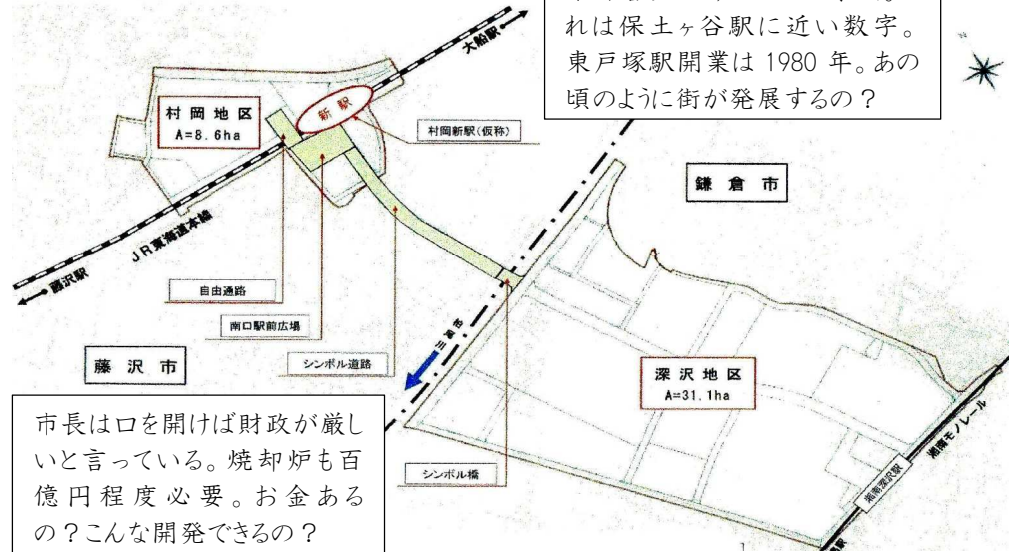 れは保土ヶ谷駅に近い数字。
東戸塚駅開業は 1980 年。あの
頃のように街が発展するの？
大船駅
新駅
村岡地区
A=8.6ha
村岡新駅(仮称)
鎌倉市
JR東海道本線
藤沢駅
自由通路
南口駅前広場
シンボル道路
藤沢市
柏尾川
深沢地区
A=31.1ha
湘南モノレール
湘南深沢駅
シンボル橋
市長は口を開けば財政が厳し
いと言っている。焼却炉も百
億円程度必要。お金ある
の？こんな開発できるの？
1